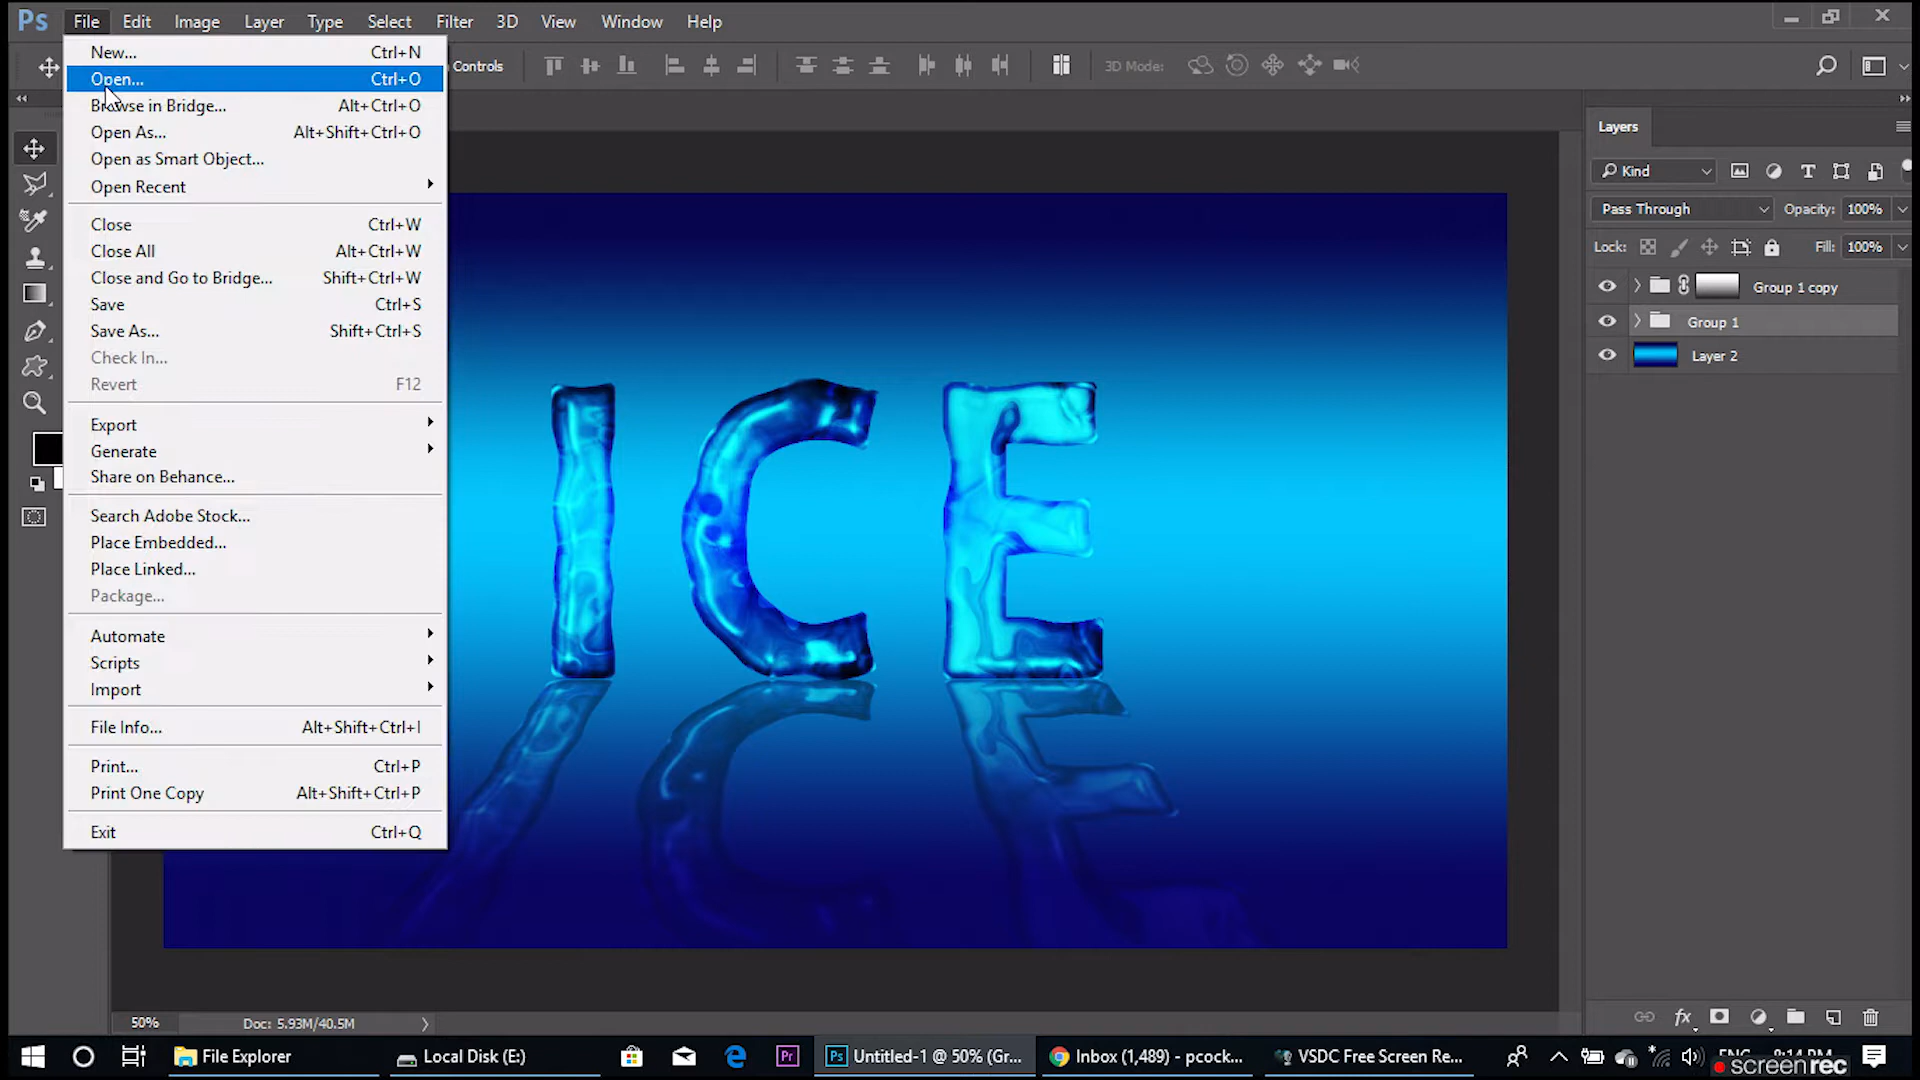 Ps File Edit Image Layer Type Select Filter 3D View Window Help
New... Ctrl+N
Open... Ctrl+O
Browse in Bridge... Alt+Ctrl+O
Open As... Alt+Shift+Ctrl+O
Open as Smart Object...
Open Recent
Close Ctrl+W
Close All Alt+Ctrl+W
Close and Go to Bridge... Shift+Ctrl+W
Save Ctrl+S
Save As... Shift+Ctrl+S
Check In...
Revert F12
Export
Generate
Share on Behance...
Search Adobe Stock...
Place Embedded...
Place Linked...
Package...
Automate
Scripts
Import
File Info... Alt+Shift+Ctrl+I
Print... Ctrl+P
Print One Copy Alt+Shift+Ctrl+P
Exit Ctrl+Q
Controls
3D Mode:
ICE
ICE
Layers
Kind
Pass Through Opacity: 100%
Lock: Fill: 100%
Group 1 copy
Group 1
Layer 2
fx
50% Doc: 5.93M/40.5M
File Explorer
Local Disk (E:)
Pr
Ps Untitled-1 @ 50% (Gr...
Inbox (1,489) - pcock...
VSDC Free Screen Re...
screenrec